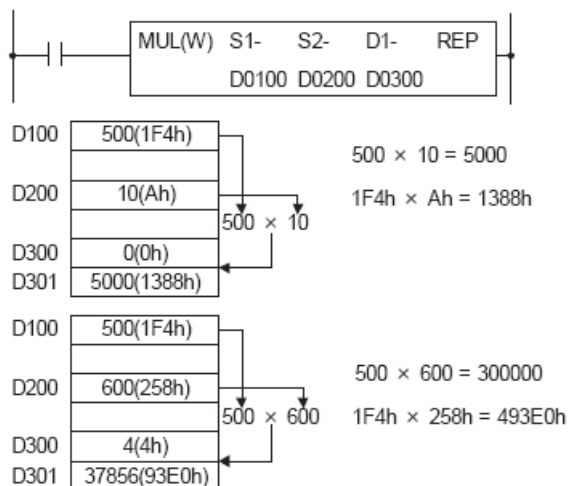 MUL(W) S1- S2- D1- REP
D0100 D0200 D0300
D100 500(1F4h)
500 × 10 = 5000
D200 10(Ah)
1F4h × Ah = 1388h
500 × 10
D300 0(0h)
D301 5000(1388h)
D100 500(1F4h)
500 × 600 = 300000
D200 600(258h)
500 × 600
1F4h × 258h = 493E0h
D300 4(4h)
D301 37856(93E0h)